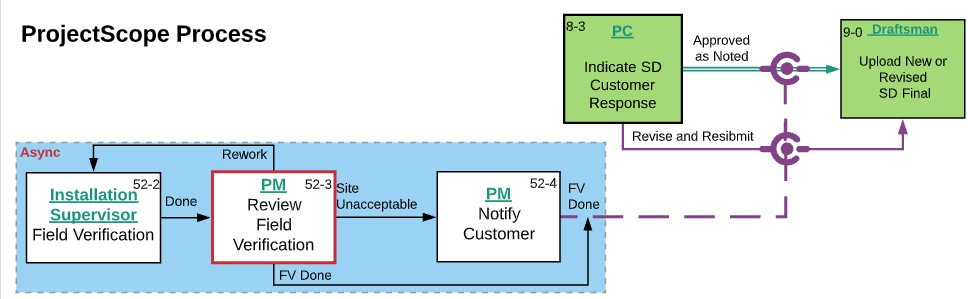 ProjectScope Process
8-3
PC
Indicate SD
Customer
Response
Approved
as Noted
9-0 Draftsman
Upload New or
Revised
SD Final
Revise and Resibmit
Async
Rework
52-2
Installation
Supervisor
Field Verification
Done
PM
52-3
Review
Field
Verification
Site
Unacceptable
52-4
PM
Notify
Customer
FV
Done
FV Done